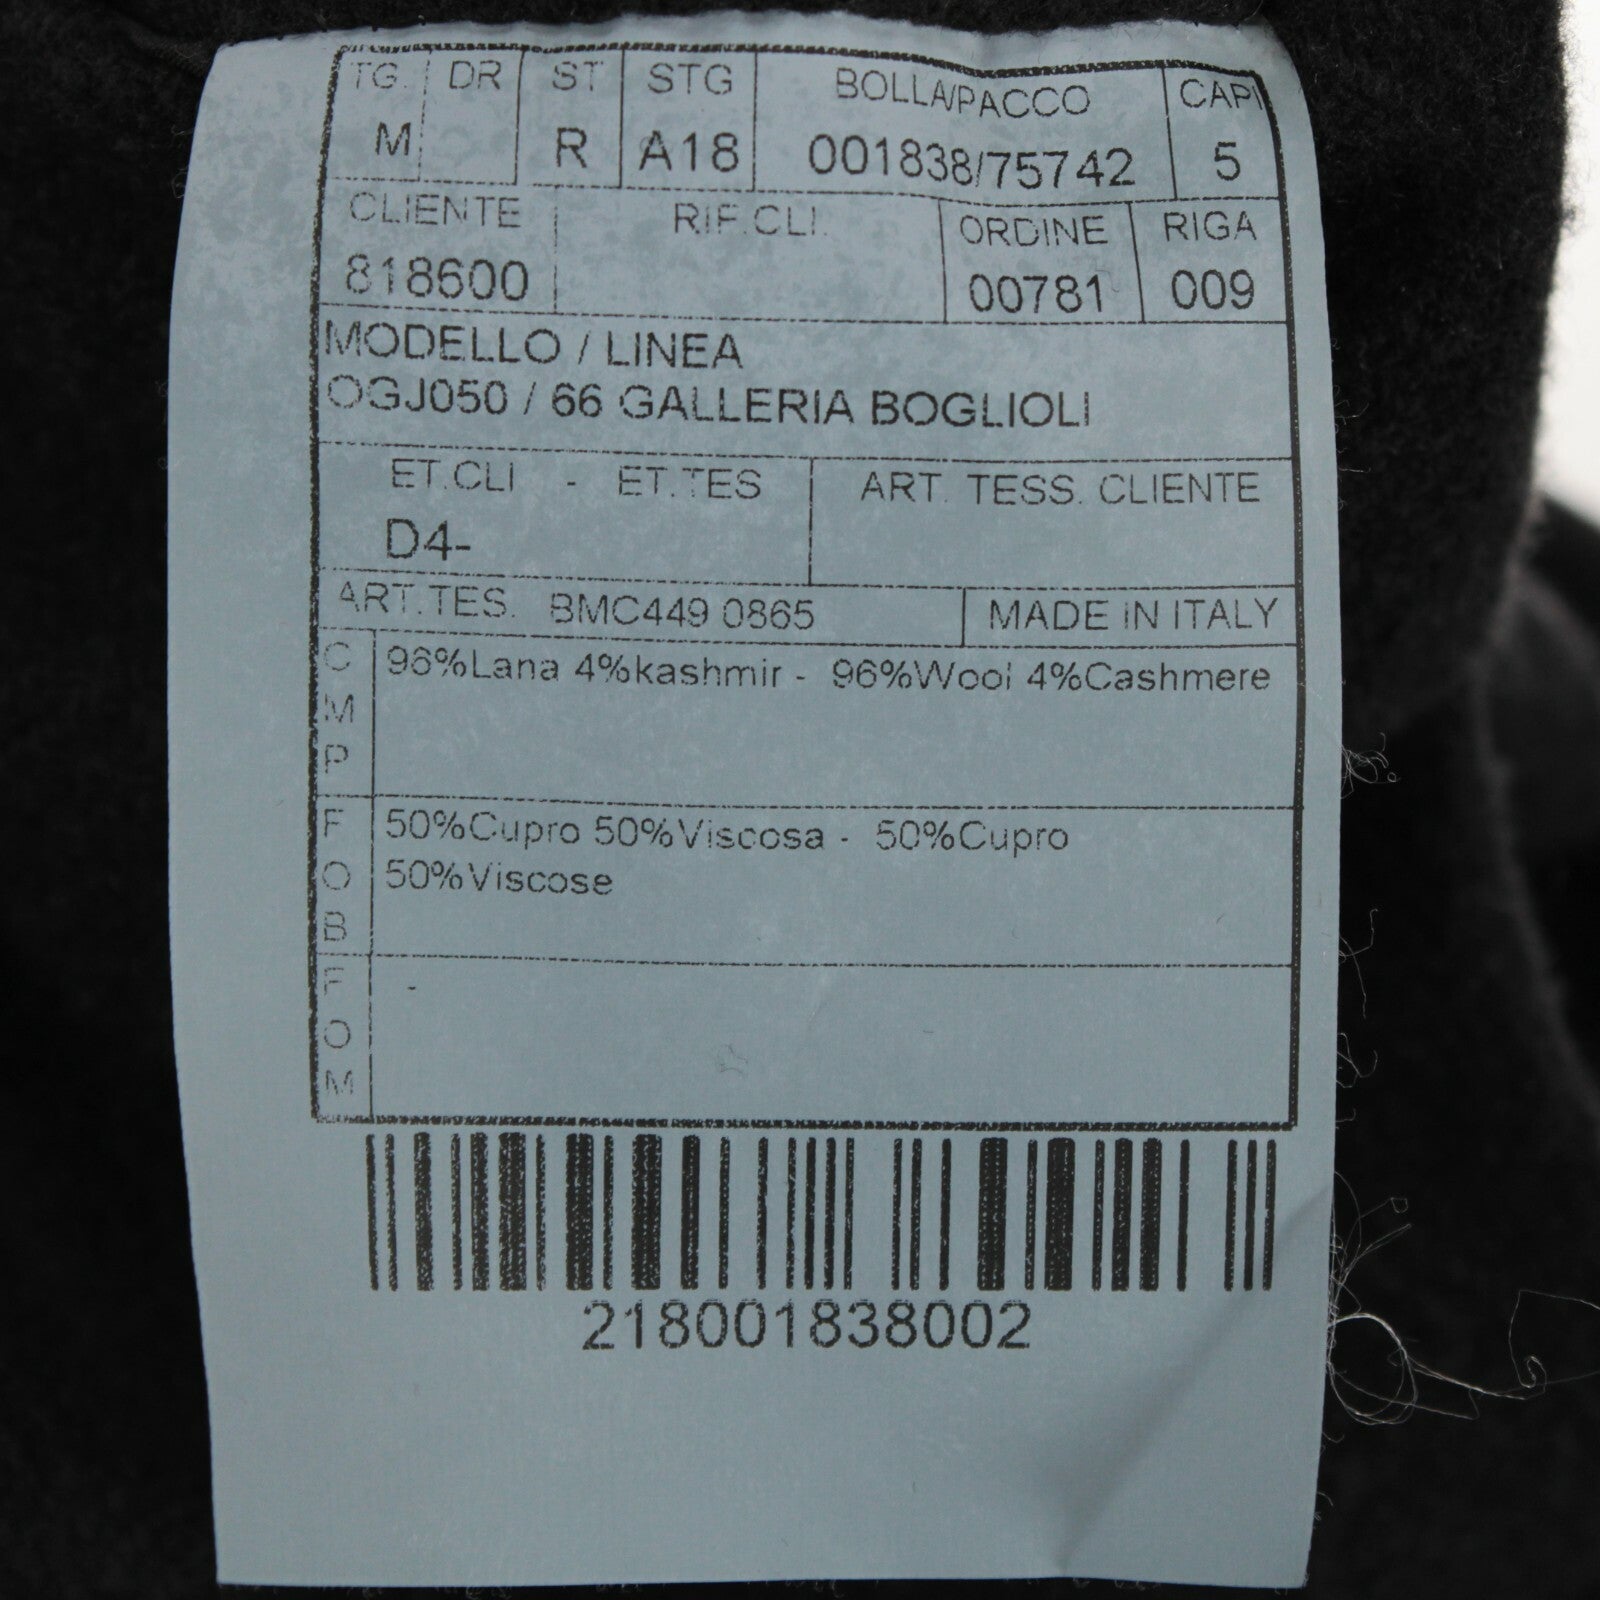 TG. DR ST STG BOLLA/PACCO CAPI
M R A18 001838/75742 5
CLIENTE RIF.CLI. ORDINE RIGA
818600 00781 009
MODELLO / LINEA
OGJ050 / 66 GALLERIA BOGLIOLI
ET.CLI - ET.TES ART. TESS. CLIENTE
D4-
ART.TES. BMC449 0865 MADE IN ITALY
CMP 96%Lana 4%kashmir - 96%Wool 4%Cashmere
FOB 50%Cupro 50%Viscosa - 50%Cupro
50%Viscose
FOM -
218001838002